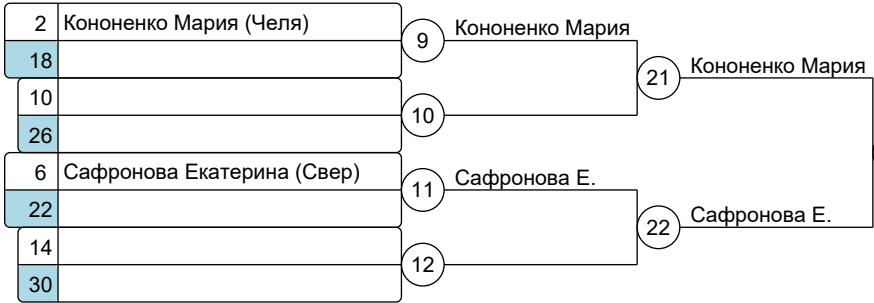 2 Кононенко Мария (Челя)
9 Кононенко Мария
18
21 Кононенко Мария
10
10
26
6 Сафронова Екатерина (Свер)
11 Сафронова Е.
22
22 Сафронова Е.
14
12
30